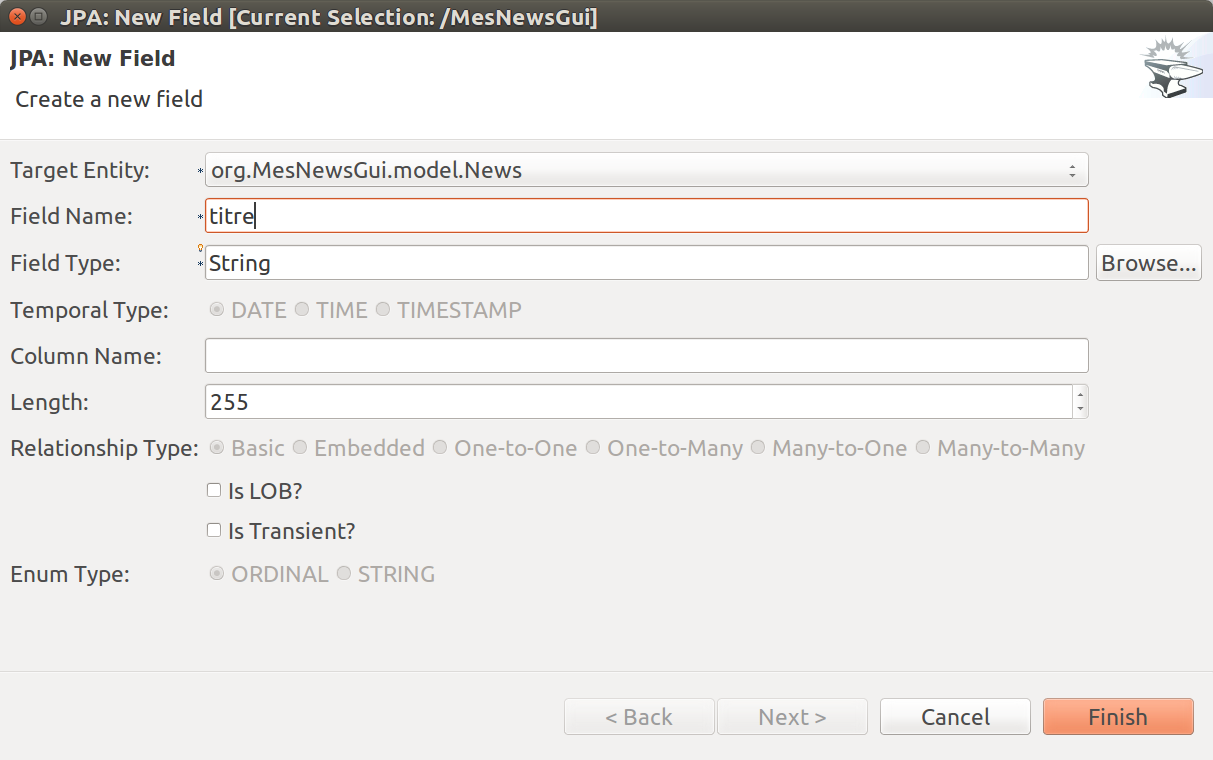 JPA: New Field [Current Selection: /MesNewsGui]
JPA: New Field
Create a new field
Target Entity: * org.MesNewsGui.model.News
Field Name: * titre
Field Type: * String Browse...
Temporal Type: DATE TIME TIMESTAMP
Column Name:
Length: 255
Relationship Type: Basic Embedded One-to-One One-to-Many Many-to-One Many-to-Many
Is LOB?
Is Transient?
Enum Type: ORDINAL STRING
< Back Next > Cancel Finish